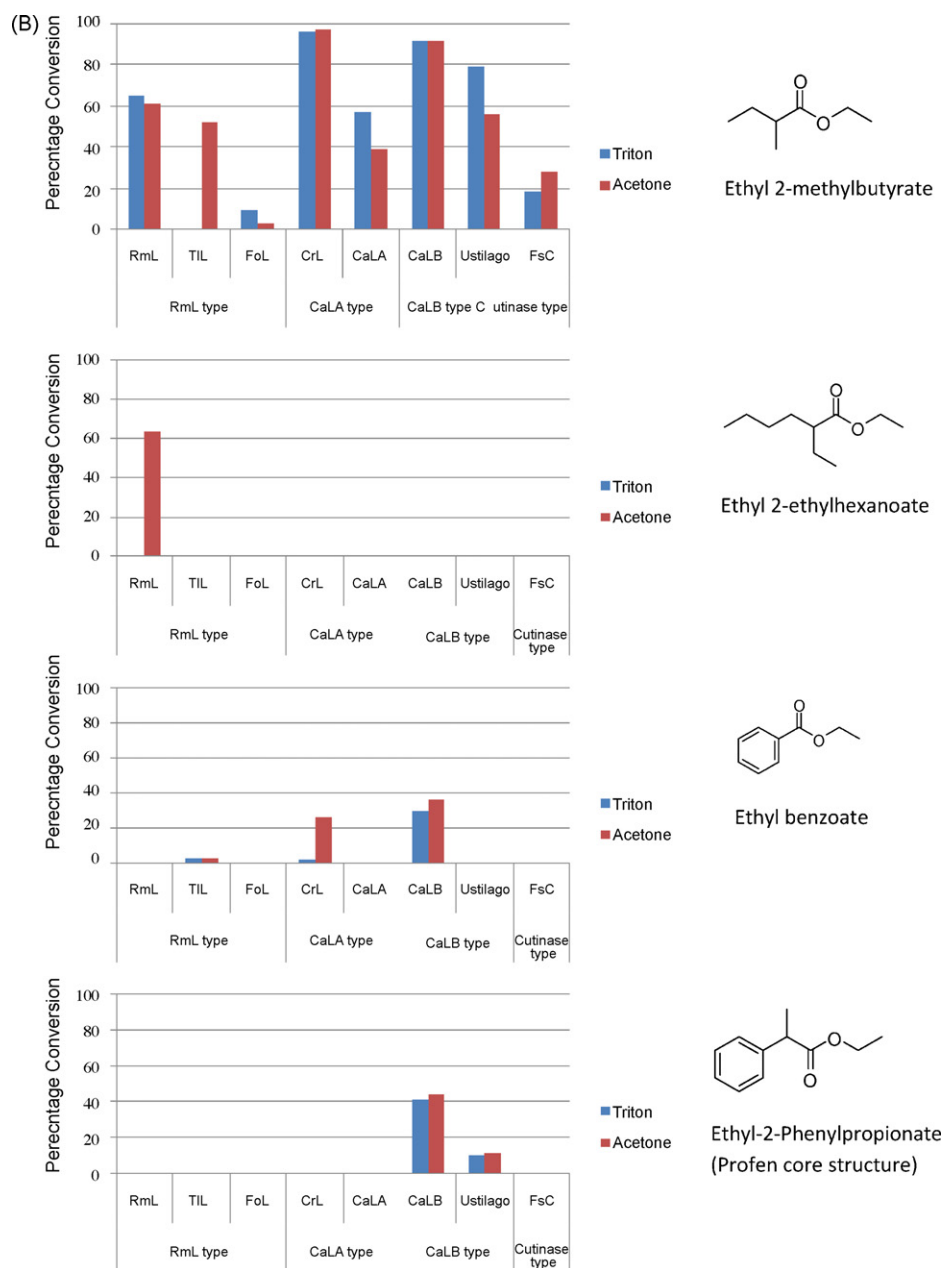 (B)
Perecntage Conversion
100
80
60
40
20
0
RmL TlL FoL CrL CaLA CaLB Ustilago FsC
RmL type CaLA type CaLB type C utinase type
Triton
Acetone
O
O
Ethyl 2-methylbutyrate
Perecntage Conversion
100
80
60
40
20
0
RmL TlL FoL CrL CaLA CaLB Ustilago FsC
RmL type CaLA type CaLB type Cutinase
type
Triton
Acetone
O
O
Ethyl 2-ethylhexanoate
Perecntage Conversion
100
80
60
40
20
0
RmL TlL FoL CrL CaLA CaLB Ustilago FsC
RmL type CaLA type CaLB type Cutinase
type
Triton
Acetone
O
O
Ethyl benzoate
Perecntage Conversion
100
80
60
40
20
0
RmL TlL FoL CrL CaLA CaLB Ustilago FsC
RmL type CaLA type CaLB type Cutinase
type
Triton
Acetone
O
O
Ethyl-2-Phenylpropionate
(Profen core structure)